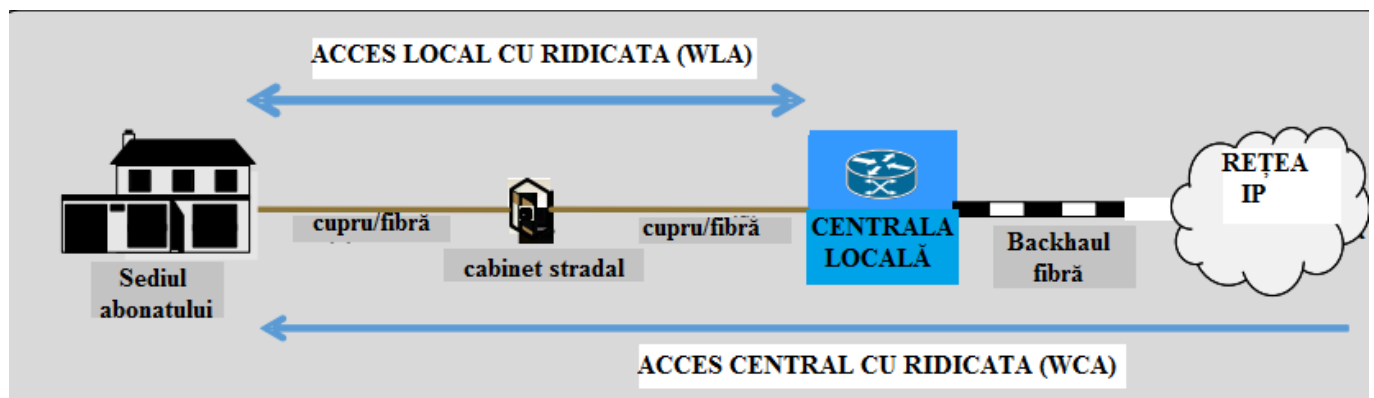 ACCES LOCAL CU RIDICATA (WLA)
REȚEA
IP
cupru/fibră
cupru/fibră
CENTRALA
LOCALĂ
Backhaul
fibră
cabinet stradal
Sediul
abonatului
ACCES CENTRAL CU RIDICATA (WCA)